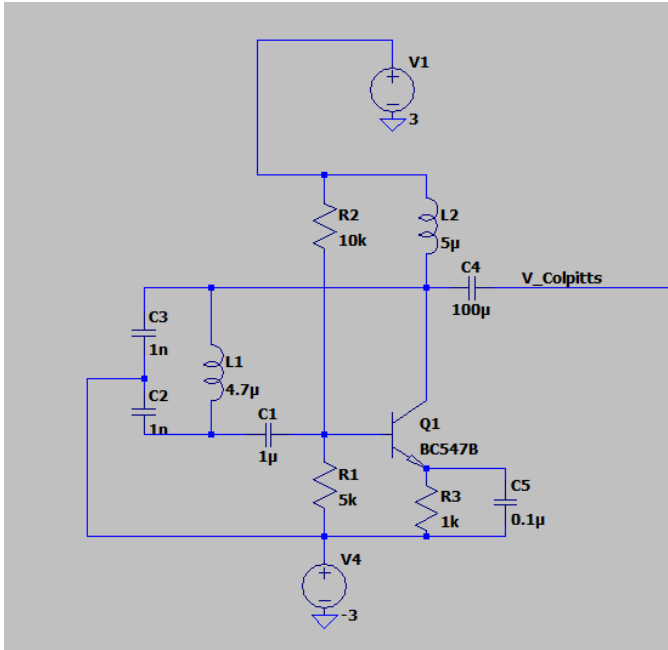 V1
3
R2
10k
L2
5µ
C4
100µ
V_Colpitts
C3
1n
L1
4.7µ
C2
1n
C1
1µ
Q1
BC547B
R1
5k
R3
1k
C5
0.1µ
V4
-3